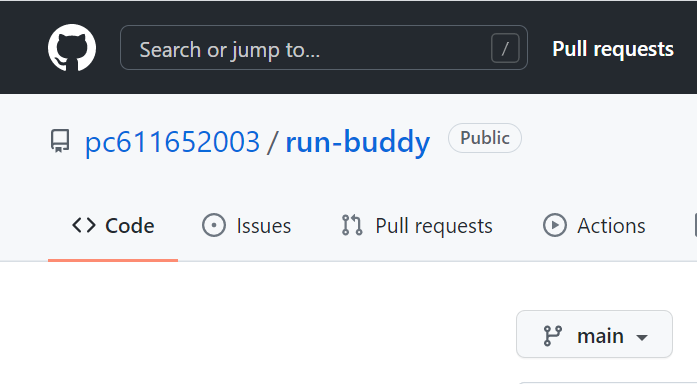 Search or jump to... / Pull requests
pc611652003 / run-buddy Public
Code Issues Pull requests Actions
main